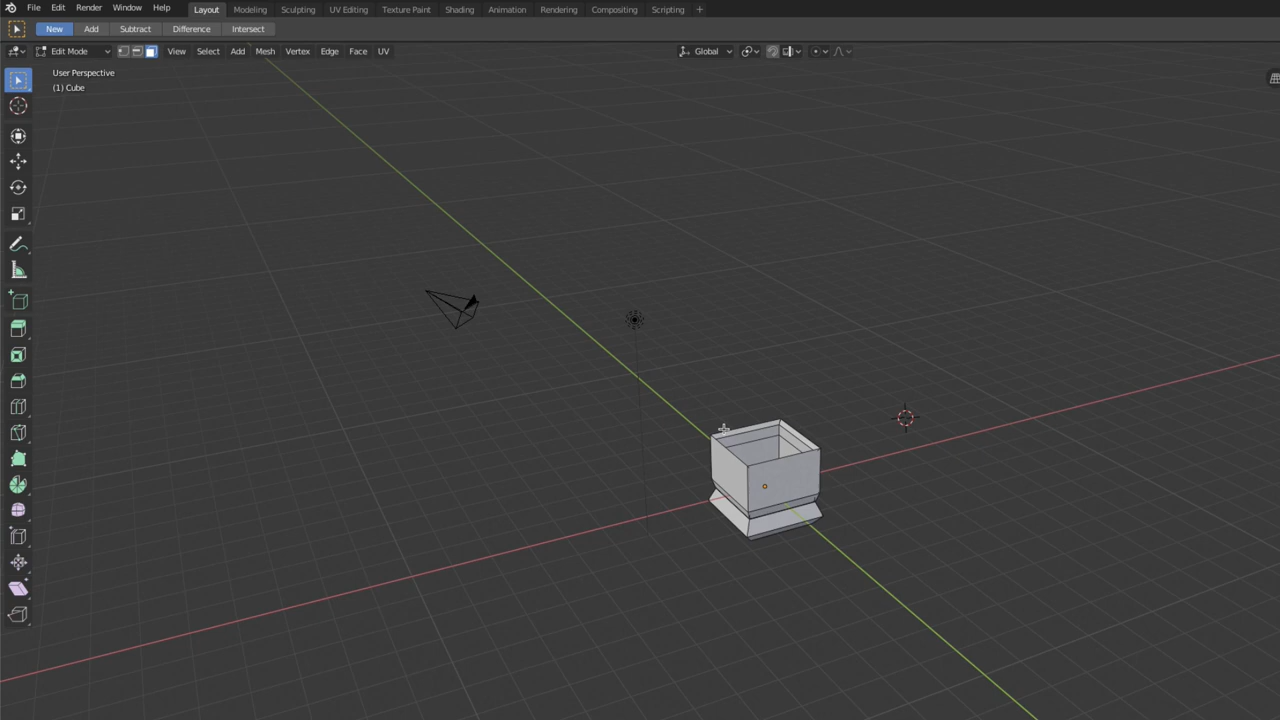 File Edit Render Window Help Layout Modeling Sculpting UV Editing Texture Paint Shading Animation Rendering Compositing Scripting +
New Add Subtract Difference Intersect
Edit Mode View Select Add Mesh Vertex Edge Face UV Global
User Perspective
(1) Cube